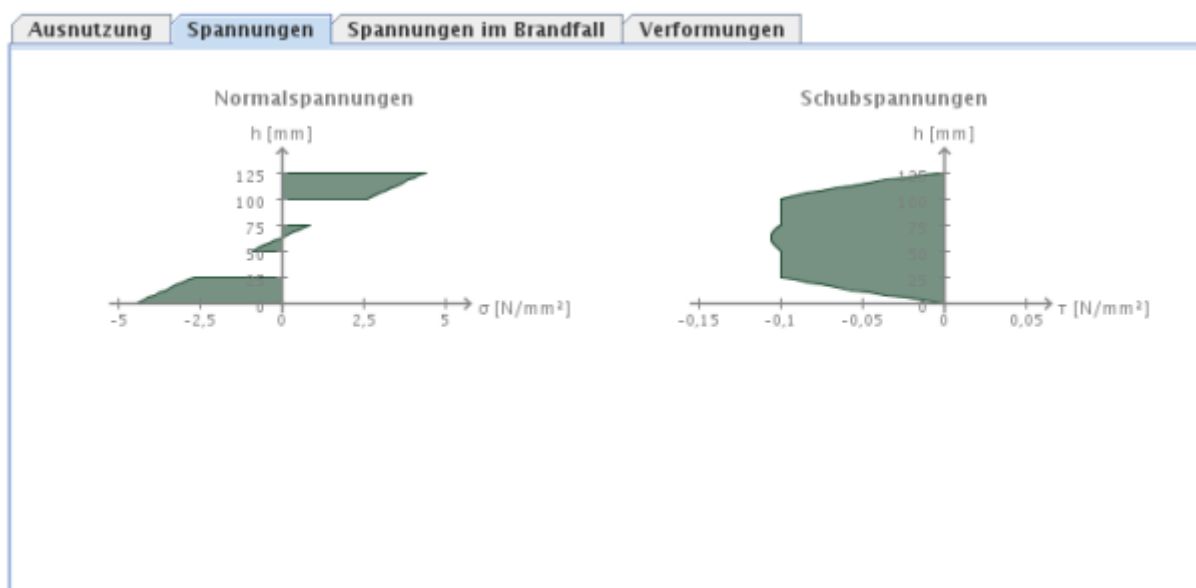 Ausnutzung Spannungen Spannungen im Brandfall Verformungen
Normalspannungen
h [mm]
125
100
75
50
25
0
-5 -2,5 0 2,5 5
σ [N/mm²]
Schubspannungen
h [mm]
125
100
75
50
25
0
-0,15 -0,1 -0,05 0 0,05
τ [N/mm²]